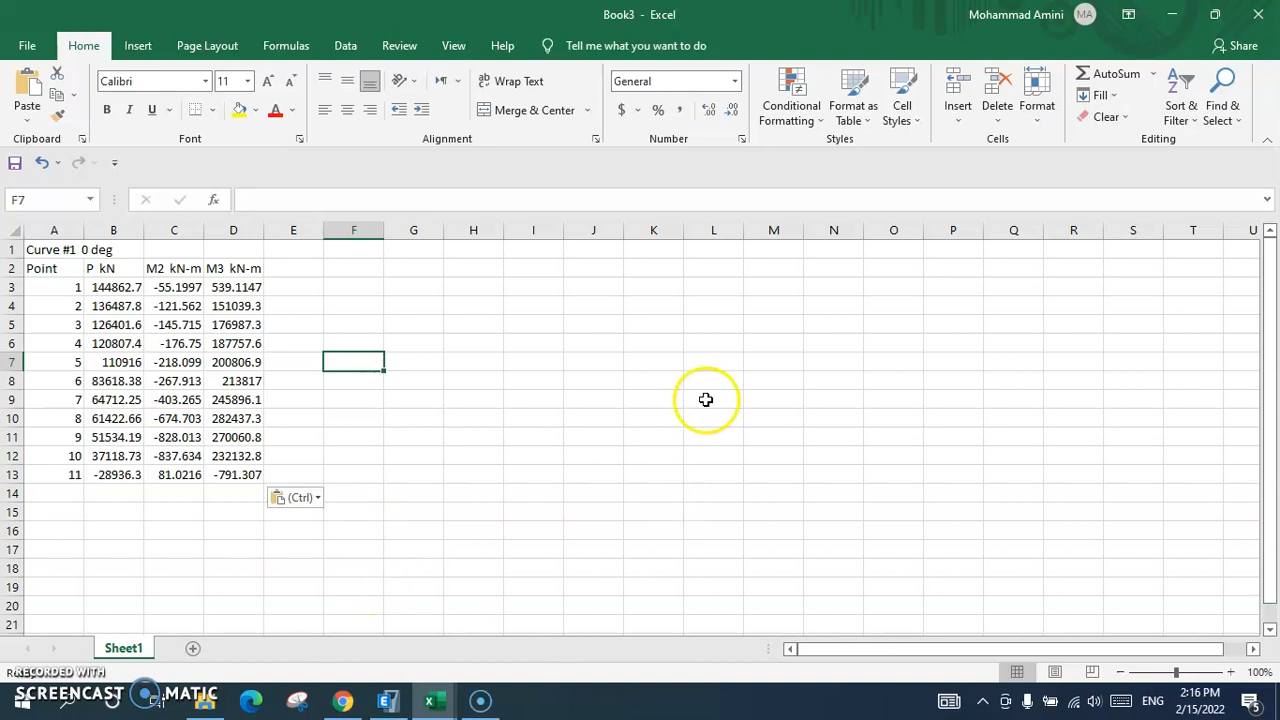 Book3 - Excel
Mohammad Amini MA
File Home Insert Page Layout Formulas Data Review View Help Tell me what you want to do Share
Paste
Calibri 11
B I U A
Wrap Text
Merge & Center
General
$ % ,
Conditional Formatting
Format as Table
Cell Styles
Insert Delete Format
AutoSum
Fill
Clear
Sort & Filter
Find & Select
Clipboard Font Alignment Number Styles Cells Editing
F7 fx
A B C D E F G H I J K L M N O P Q R S T U
1 Curve #1 0 deg
2 Point P kN M2 kN-m M3 kN-m
3 1 144862.7 -55.1997 539.1147
4 2 136487.8 -121.562 151039.3
5 3 126401.6 -145.715 176987.3
6 4 120807.4 -176.75 187757.6
7 5 110916 -218.099 200806.9
8 6 83618.38 -267.913 213817
9 7 64712.25 -403.265 245896.1
10 8 61422.66 -674.703 282437.3
11 9 51534.19 -828.013 270060.8
12 10 37118.73 -837.634 232132.8
13 11 -28936.3 81.0216 -791.307
14 (Ctrl)
15
16
17
18
19
20
21
Sheet1
100%
RECORDED WITH
SCREENCAST MATIC
ENG
2:16 PM
2/15/2022
5